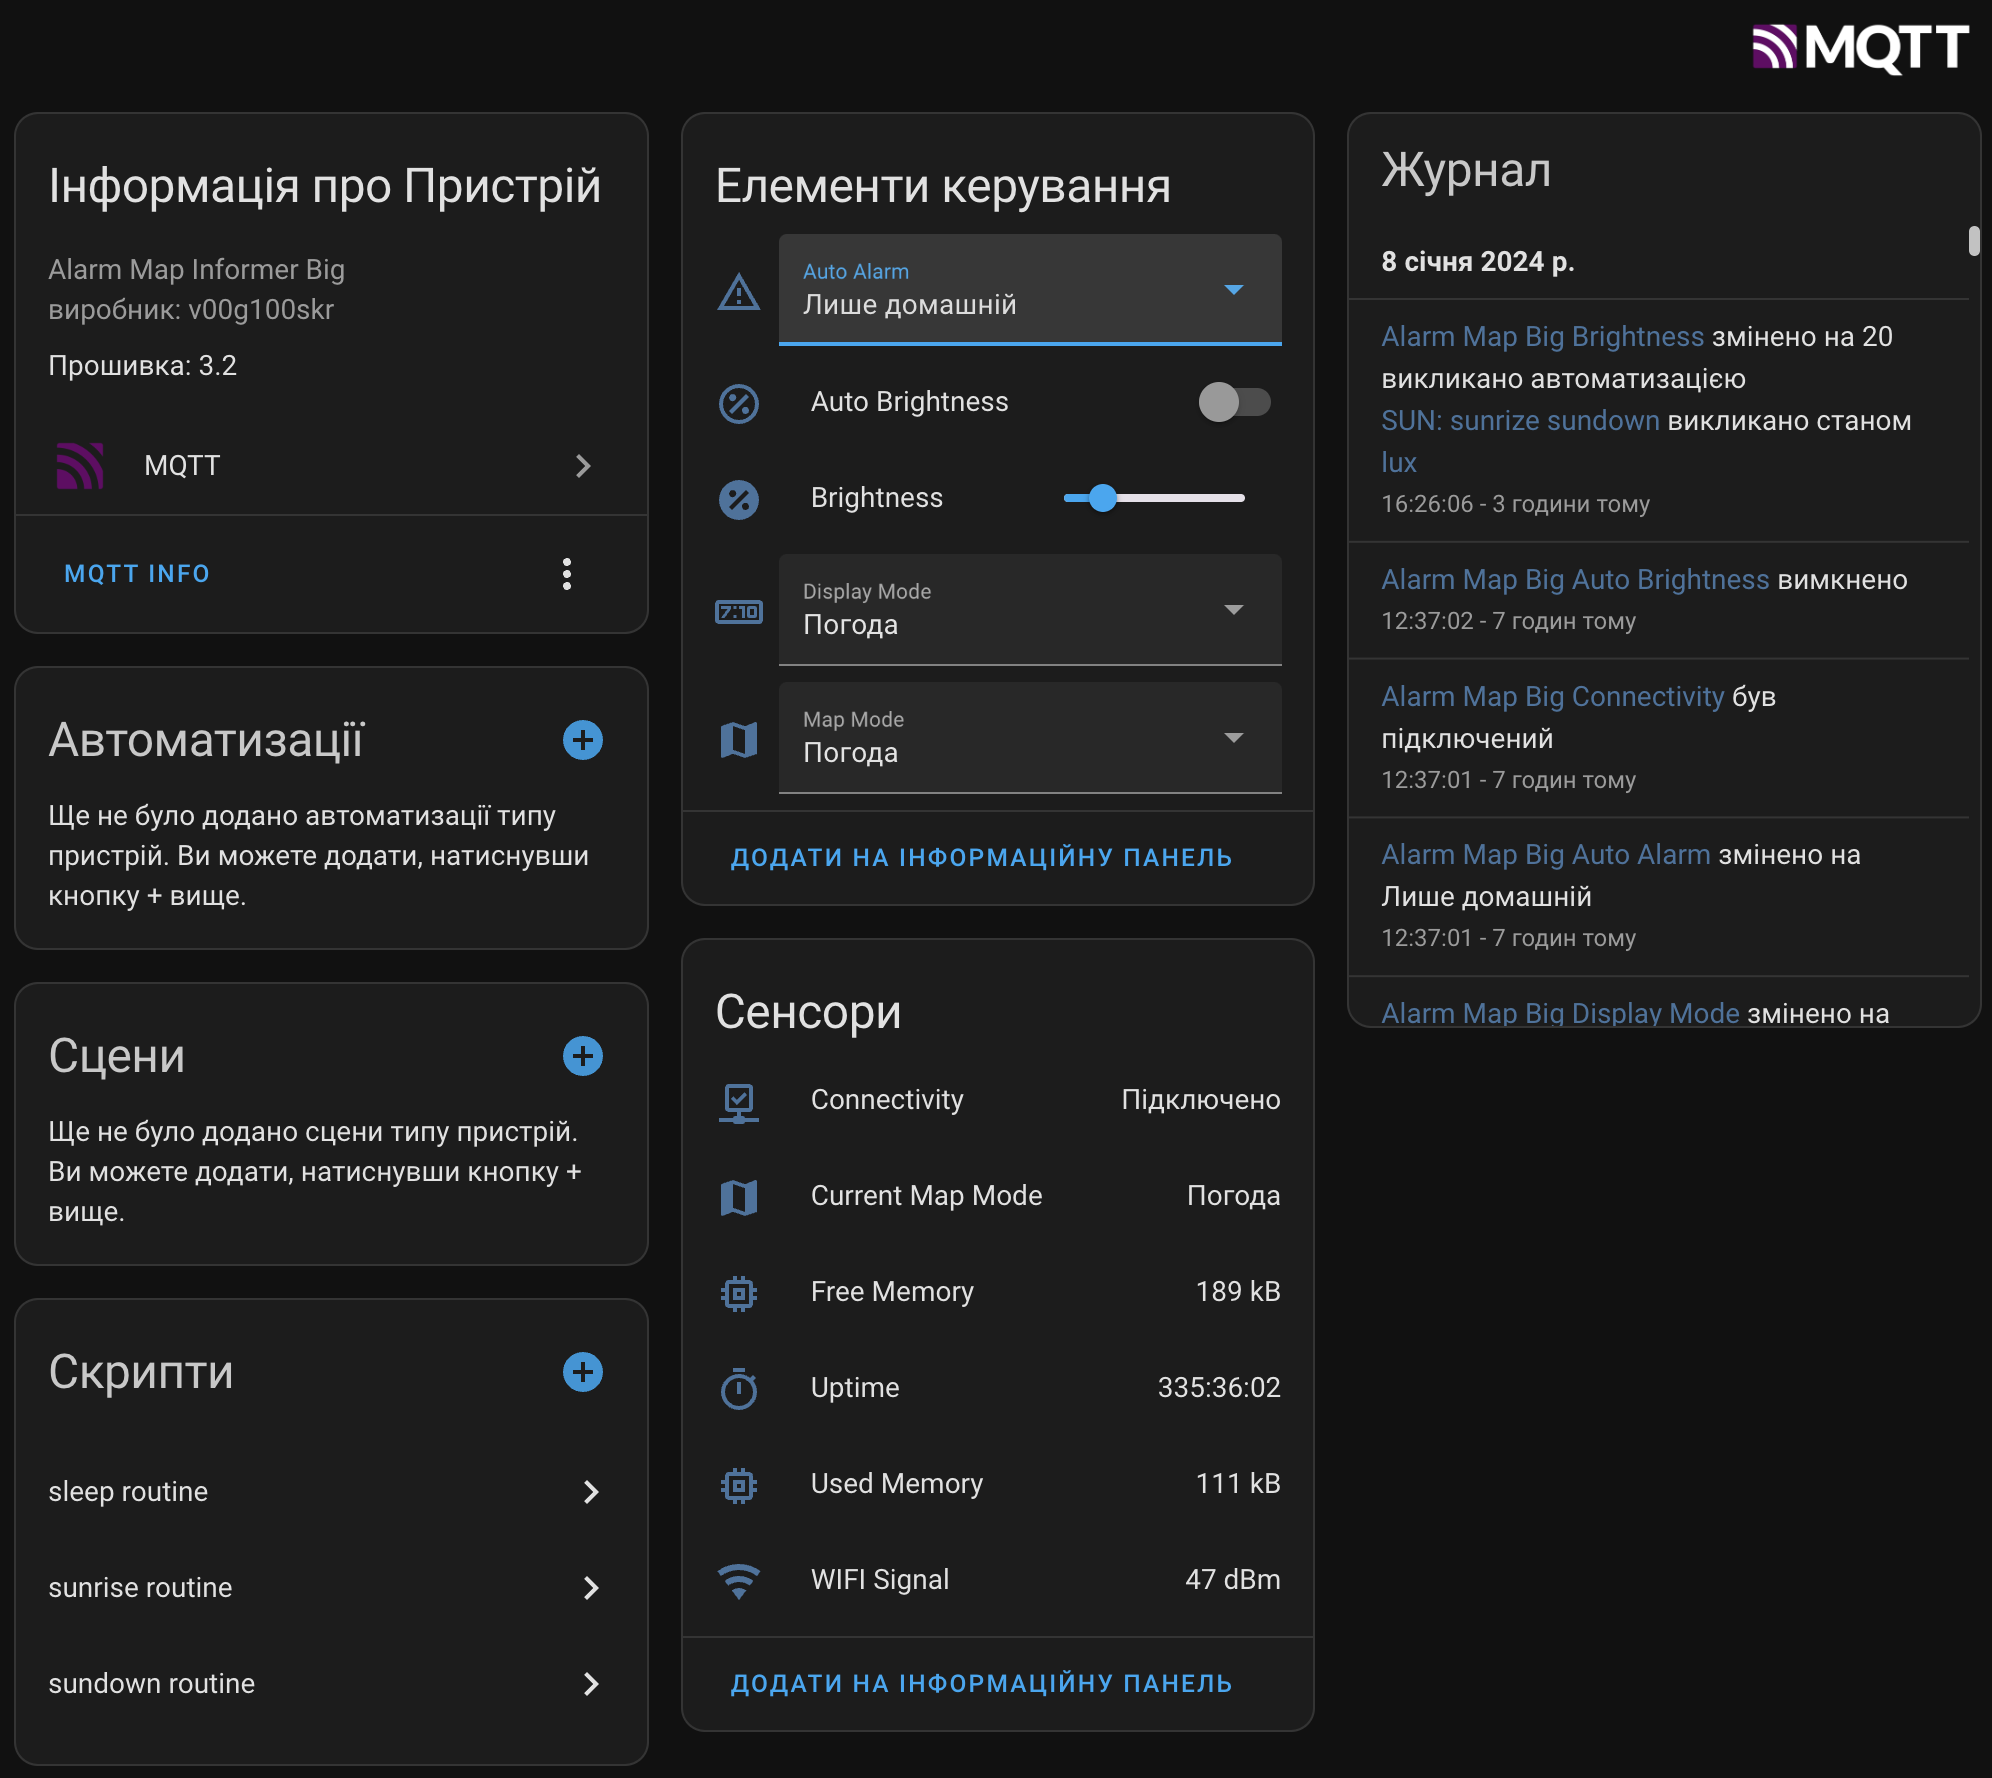 MQTT
Інформація про Пристрій
Alarm Map Informer Big
виробник: v00g100skr
Прошивка: 3.2
MQTT
MQTT INFO
Автоматизації
Ще не було додано автоматизації типу
пристрій. Ви можете додати, натиснувши
кнопку + вище.
Сцени
Ще не було додано сцени типу пристрій.
Ви можете додати, натиснувши кнопку +
вище.
Скрипти
sleep routine
sunrise routine
sundown routine
Елементи керування
Auto Alarm
Лише домашній
Auto Brightness
Brightness
7:10
Display Mode
Погода
Map Mode
Погода
ДОДАТИ НА ІНФОРМАЦІЙНУ ПАНЕЛЬ
Сенсори
Connectivity Підключено
Current Map Mode Погода
Free Memory 189 kB
Uptime 335:36:02
Used Memory 111 kB
WIFI Signal 47 dBm
ДОДАТИ НА ІНФОРМАЦІЙНУ ПАНЕЛЬ
Журнал
8 січня 2024 р.
Alarm Map Big Brightness змінено на 20
викликано автоматизацією
SUN: sunrize sundown викликано станом
lux
16:26:06 - 3 години тому
Alarm Map Big Auto Brightness вимкнено
12:37:02 - 7 годин тому
Alarm Map Big Connectivity був
підключений
12:37:01 - 7 годин тому
Alarm Map Big Auto Alarm змінено на
Лише домашній
12:37:01 - 7 годин тому
Alarm Map Big Display Mode змінено на